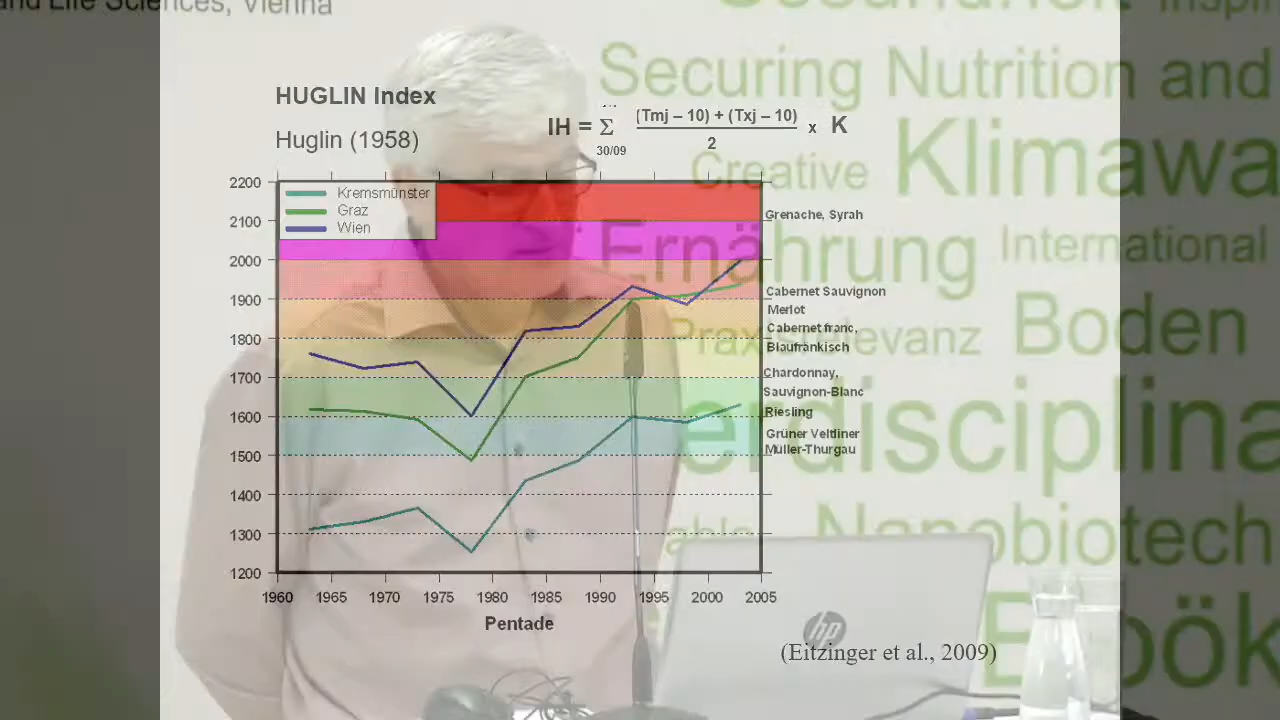 and Life Sciences, Vienna
Securing Nutrition and
HUGLIN Index
Huglin (1958)
IH = Σ (Tmj – 10) + (Txj – 10) x K
30/09 2
Creative
Klimawa
Kremsmünster
Graz
Wien
2200
2100
2000
1900
1800
1700
1600
1500
1400
1300
1200
Grenache, Syrah
Ernährung
International
Cabernet Sauvignon
Merlot
Cabernet franc,
Blaufränkisch
Praxisrelevanz
Boden
Chardonnay,
Sauvignon-Blanc
Riesling
Grüner Veltliner
Müller-Thurgau
erdisciplina
Nanobiotech
1960 1965 1970 1975 1980 1985 1990 1995 2000 2005
Pentade
hp
(Eitzinger et al., 2009)